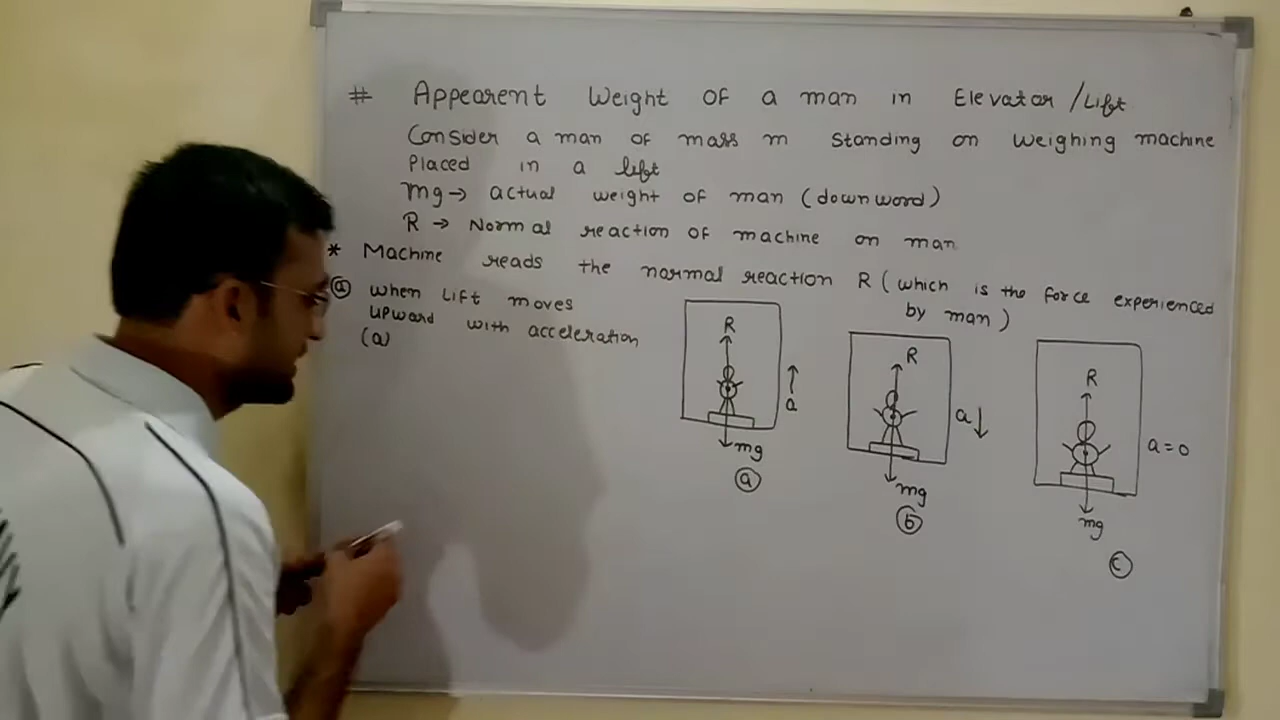 # Appearent Weight of a man in Elevator /Lift
Consider a man of mass m standing on weighing machine
Placed in a lift
mg→ actual weight of man (downword)
R → Normal reaction of machine on man
* Machine reads the normal reaction R (which is the force experienced
by man)
ⓐ when Lift moves
upward with acceleration
(a)
R
a
mg
ⓐ
R
a↓
mg
ⓑ
R
a=0
mg
ⓒ